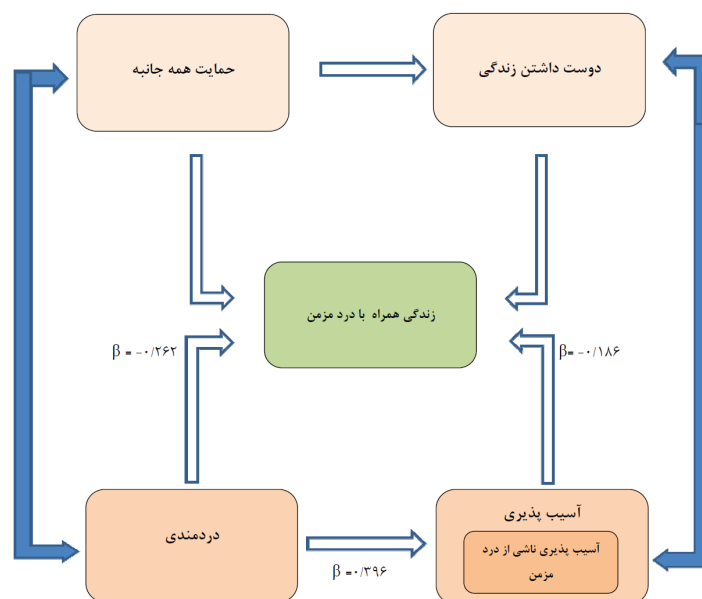 دوست داشتن زندگی
حمایت همه جانبه
زندگی همراه با درد مزمن
β = -۰/۲۶۲
β= -۰/۱۸۶
آسیب پذیری
دردمندی
آسیب پذیری ناشی از درد
مزمن
β =۰/۳۹۶